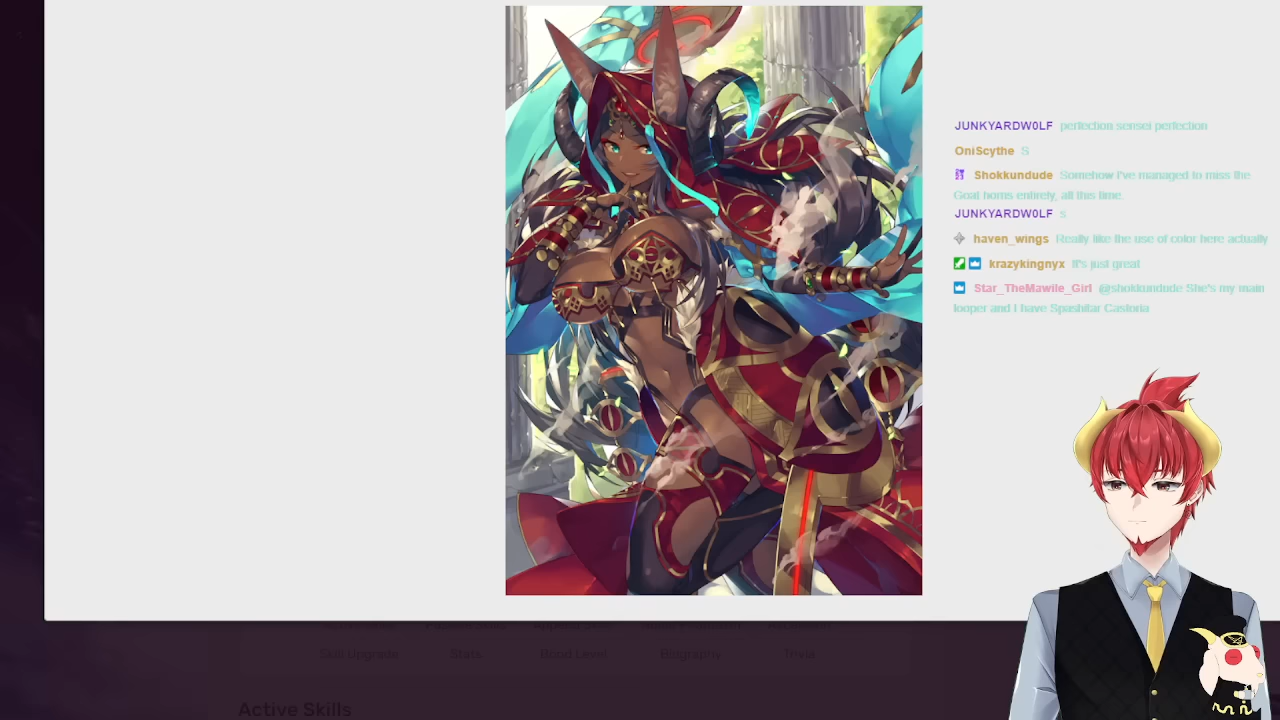 JUNKYARDW0LF perfection sensei perfection
OniScythe S
Shokkundude Somehow I've managed to miss the
Goat horns entirely, all this time.
JUNKYARDW0LF s
haven_wings Really like the use of color here actually
krazykingnyx It's just great
Star_TheMawile_Girl @shokkundude She's my main
looper and I have Spashitar Castoria
Skill Upgrade Stats Bond Level Biography Trivia
Active Skills